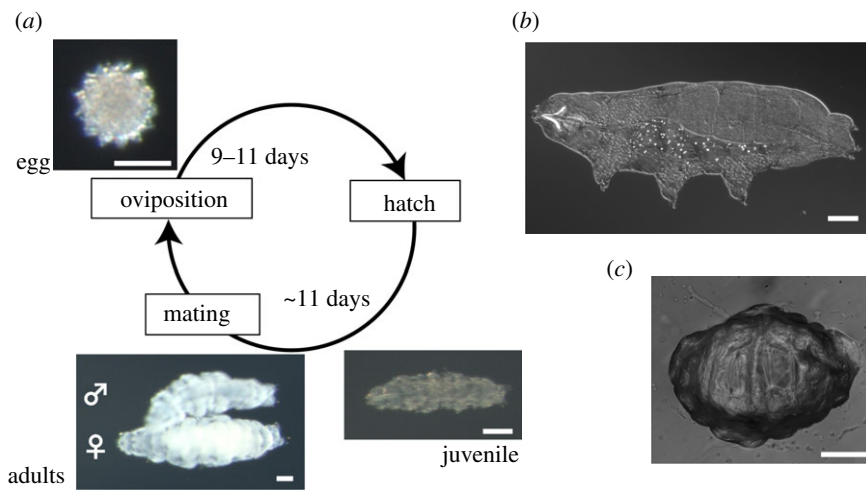 (a)
(b)
egg
9–11 days
oviposition
hatch
(c)
mating
~11 days
♂
♀
adults
juvenile